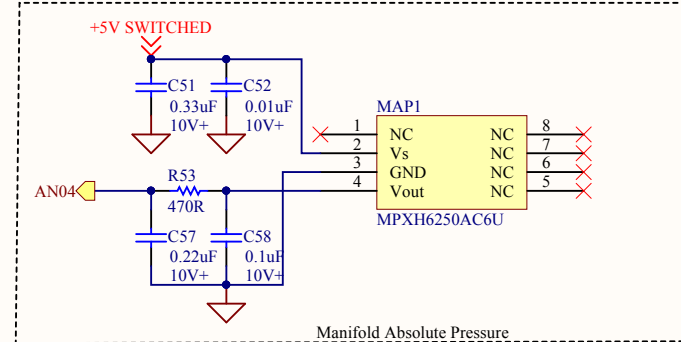 +5V SWITCHED
C51
0.33uF
10V+
C52
0.01uF
10V+
MAP1
1 NC NC 8
2 Vs NC 7
3 GND NC 6
4 Vout NC 5
MPXH6250AC6U
AN04
R53
470R
C57
0.22uF
10V+
C58
0.1uF
10V+
Manifold Absolute Pressure